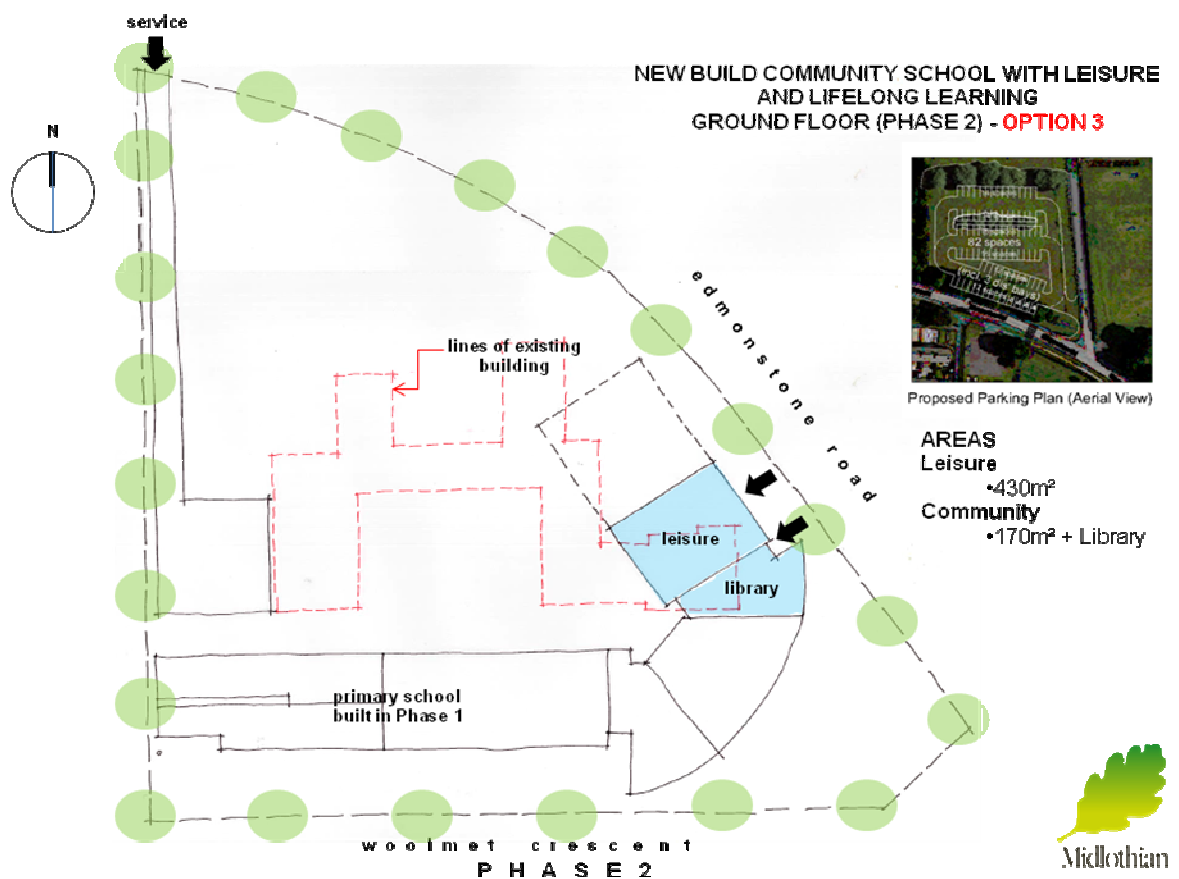 service
NEW BUILD COMMUNITY SCHOOL WITH LEISURE
AND LIFELONG LEARNING
GROUND FLOOR (PHASE 2) - OPTION 3
N
82 spaces
Proposed Parking Plan (Aerial View)
edmonstone road
lines of existing
building
AREAS
Leisure
•430m²
Community
•170m² + Library
leisure
library
primary school
built in Phase 1
woolmet crescent
PHASE 2
Midlothian